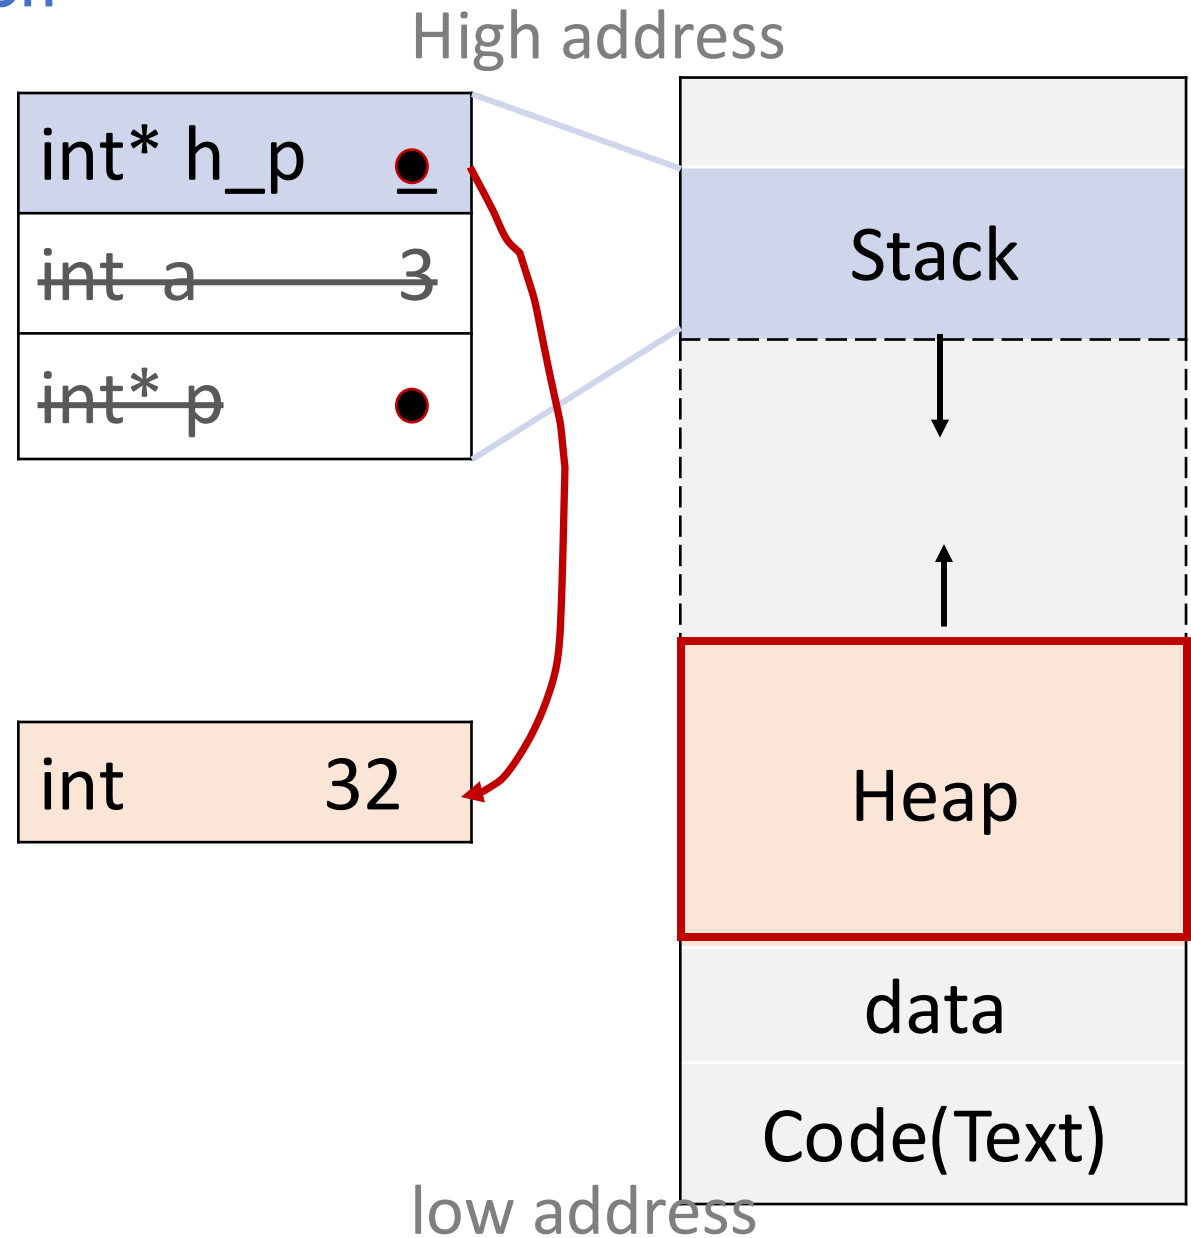 High address
int* h_p
int a 3
int* p
int 32
Stack
Heap
data
Code(Text)
low address